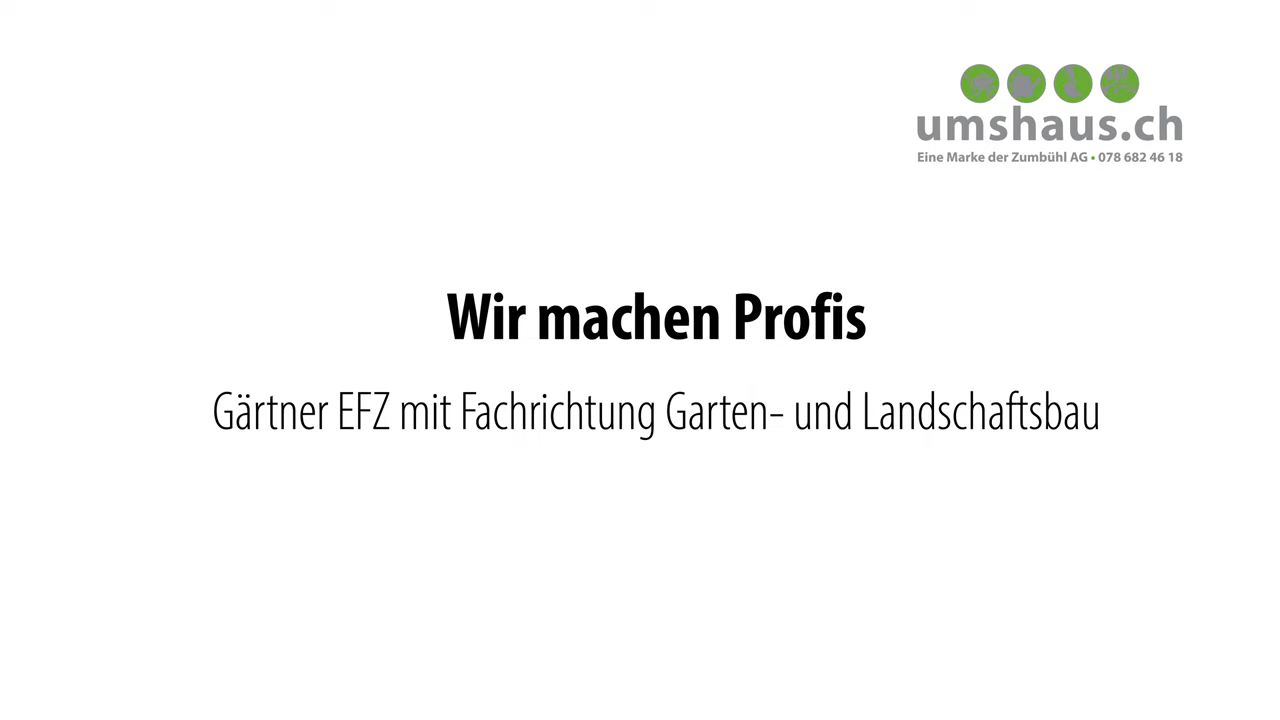 umshaus.ch
Eine Marke der Zumbühl AG • 078 682 46 18
Wir machen Profis
Gärtner EFZ mit Fachrichtung Garten- und Landschaftsbau